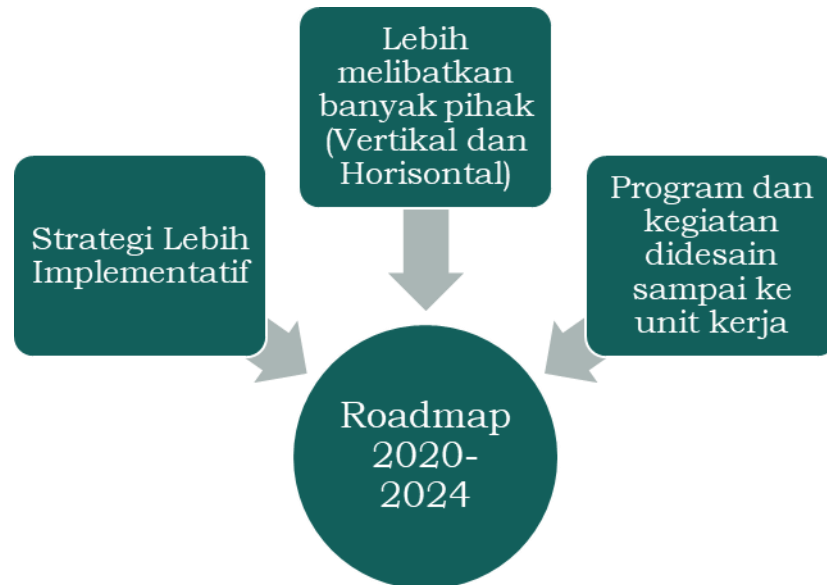 Lebih
melibatkan
banyak pihak
(Vertikal dan
Horisontal)
Strategi Lebih
Implementatif
Program dan
kegiatan
didesain
sampai ke
unit kerja
Roadmap
2020-
2024